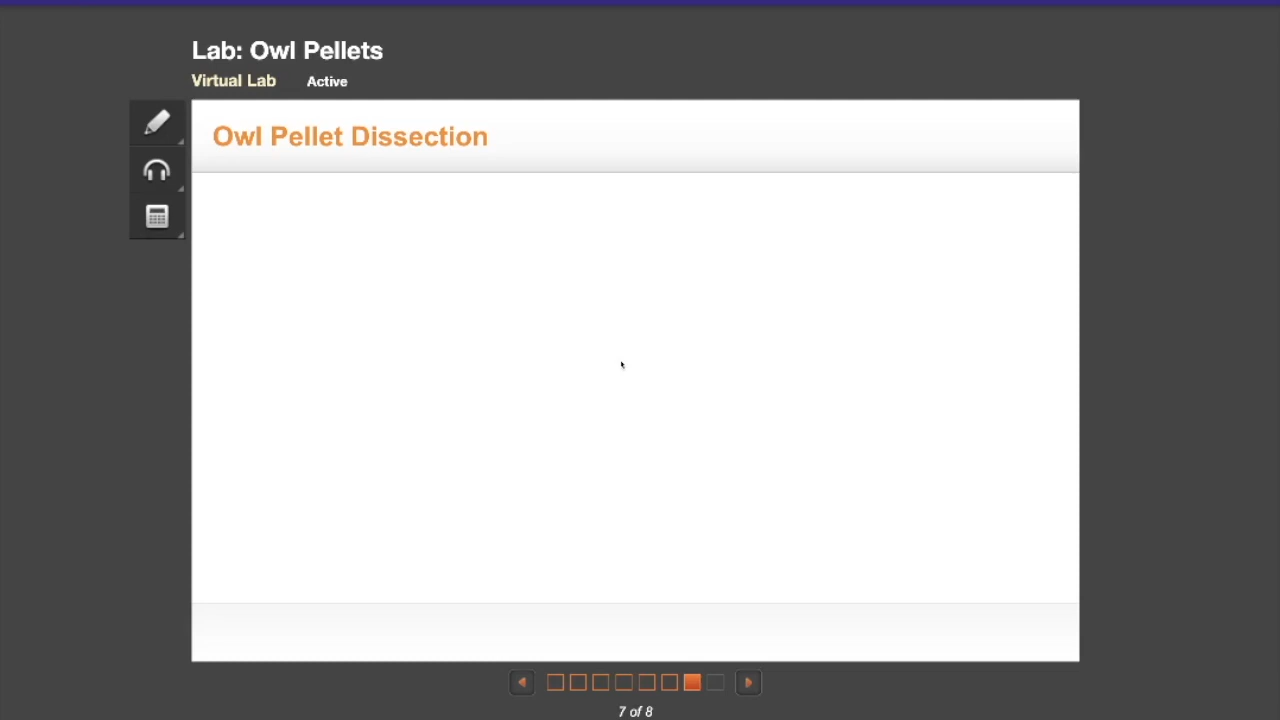 Lab: Owl Pellets
Virtual Lab Active
Owl Pellet Dissection
7 of 8